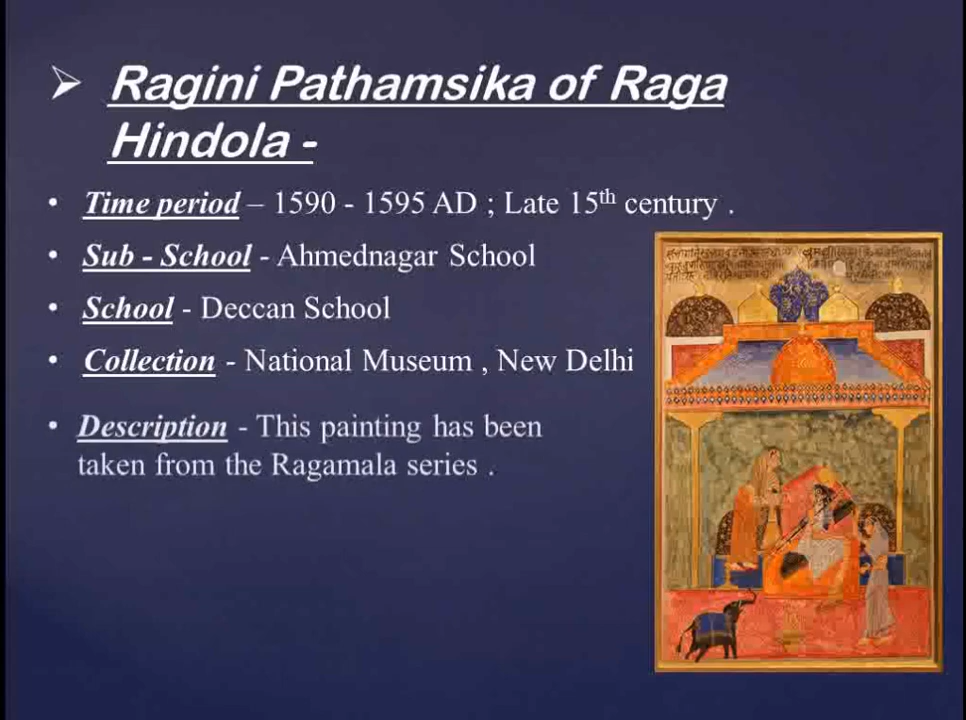 ➢ Ragini Pathamsika of Raga
Hindola -
• Time period – 1590 - 1595 AD ; Late 15th century .
• Sub - School - Ahmednagar School
• School - Deccan School
• Collection - National Museum , New Delhi
• Description - This painting has been
taken from the Ragamala series .